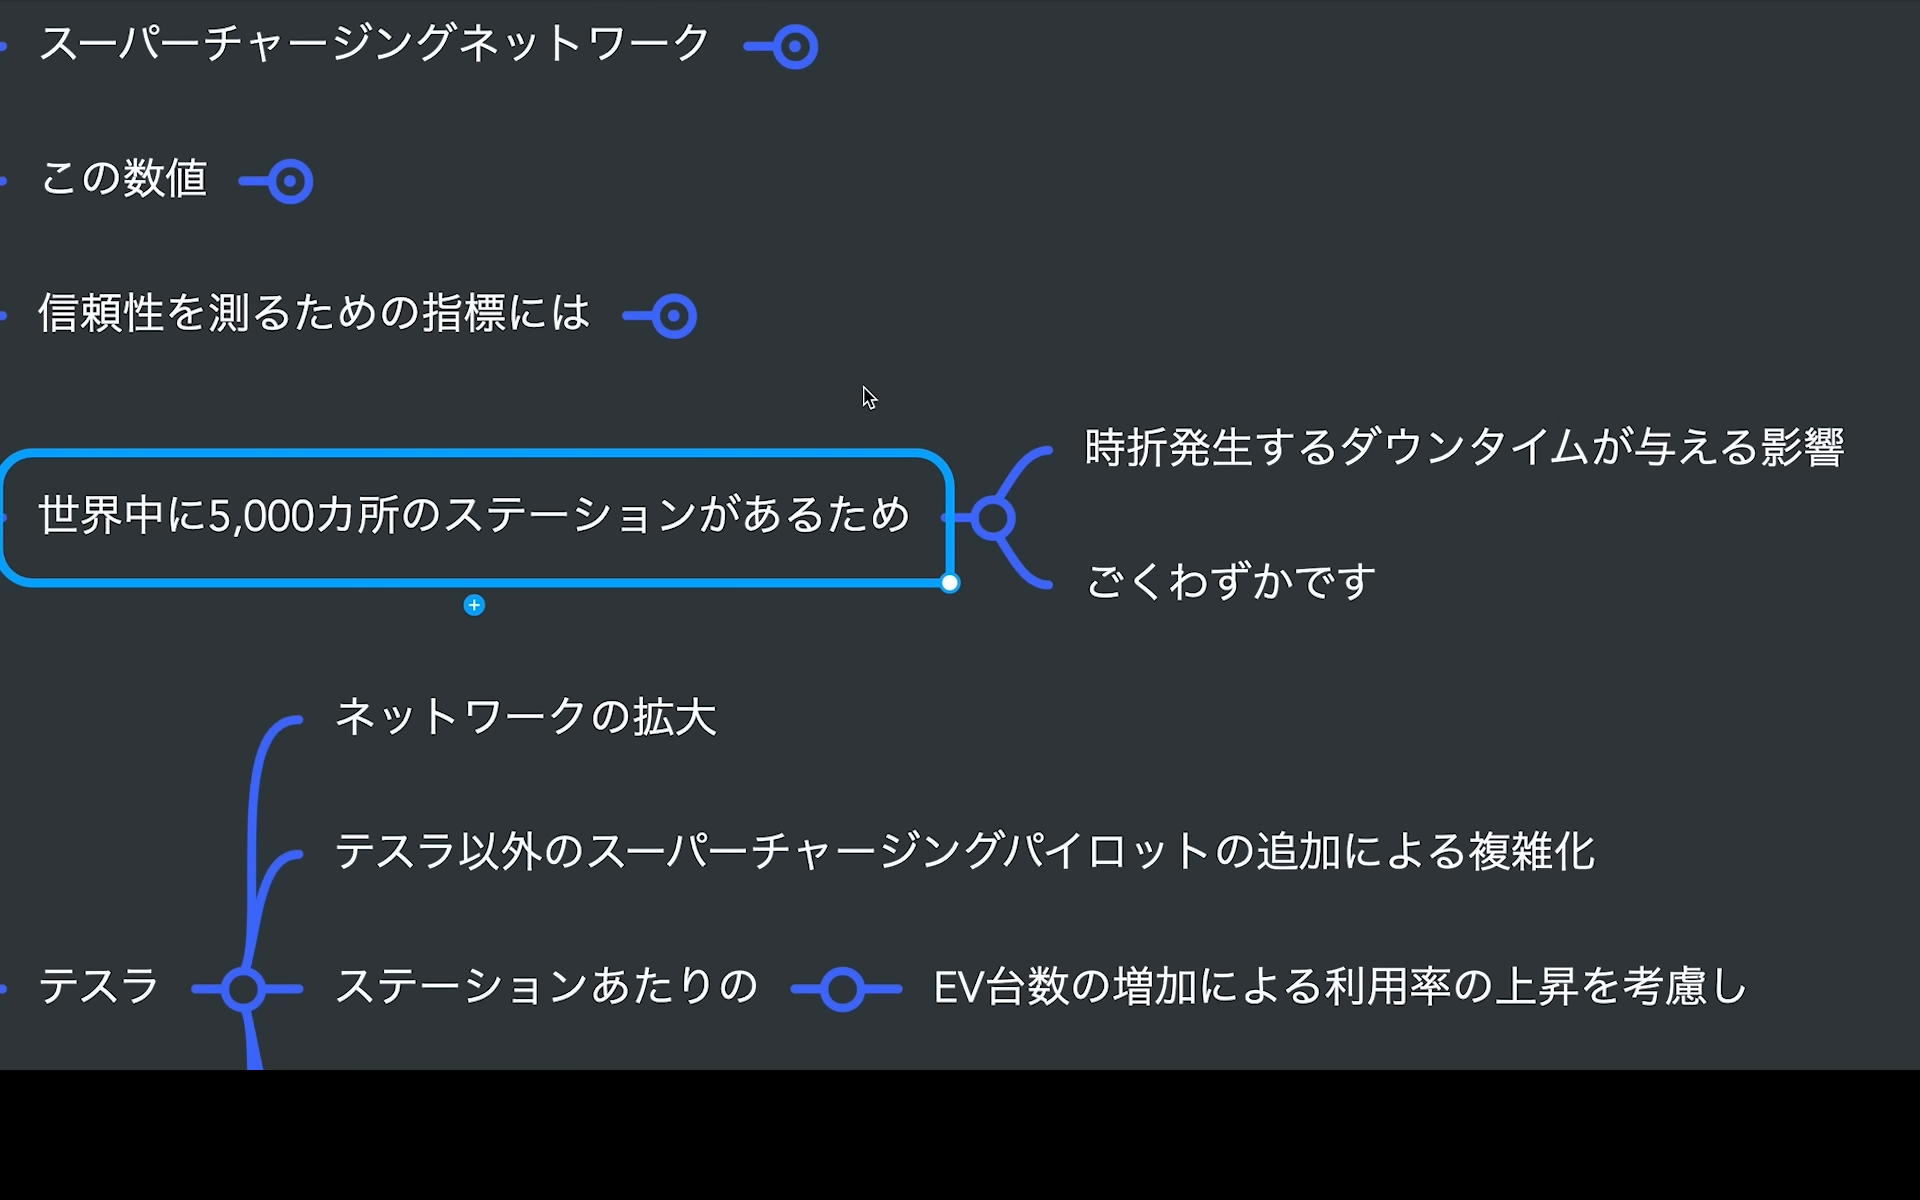 スーパーチャージングネットワーク
この数値
信頼性を測るための指標には
世界中に5,000カ所のステーションがあるため
時折発生するダウンタイムが与える影響
ごくわずかです
ネットワークの拡大
テスラ以外のスーパーチャージングパイロットの追加による複雑化
テスラ
ステーションあたりの
EV台数の増加による利用率の上昇を考慮し